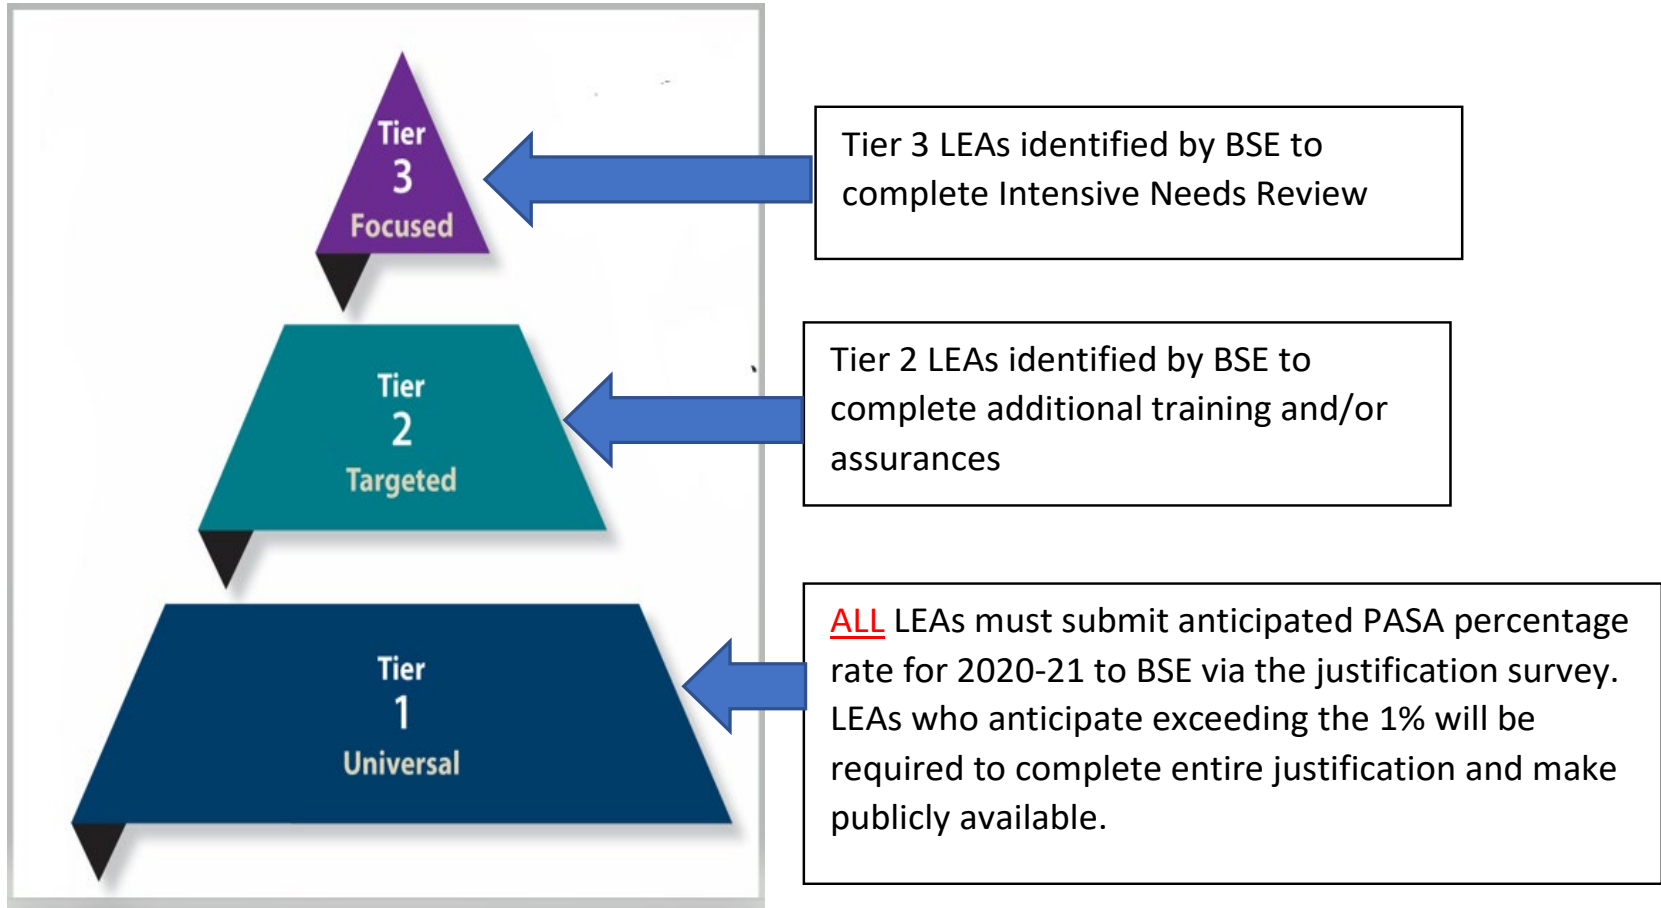 Tier
3
Focused
Tier 3 LEAs identified by BSE to
complete Intensive Needs Review
Tier
2
Targeted
Tier 2 LEAs identified by BSE to
complete additional training and/or
assurances
Tier
1
Universal
ALL LEAs must submit anticipated PASA percentage
rate for 2020-21 to BSE via the justification survey.
LEAs who anticipate exceeding the 1% will be
required to complete entire justification and make
publicly available.